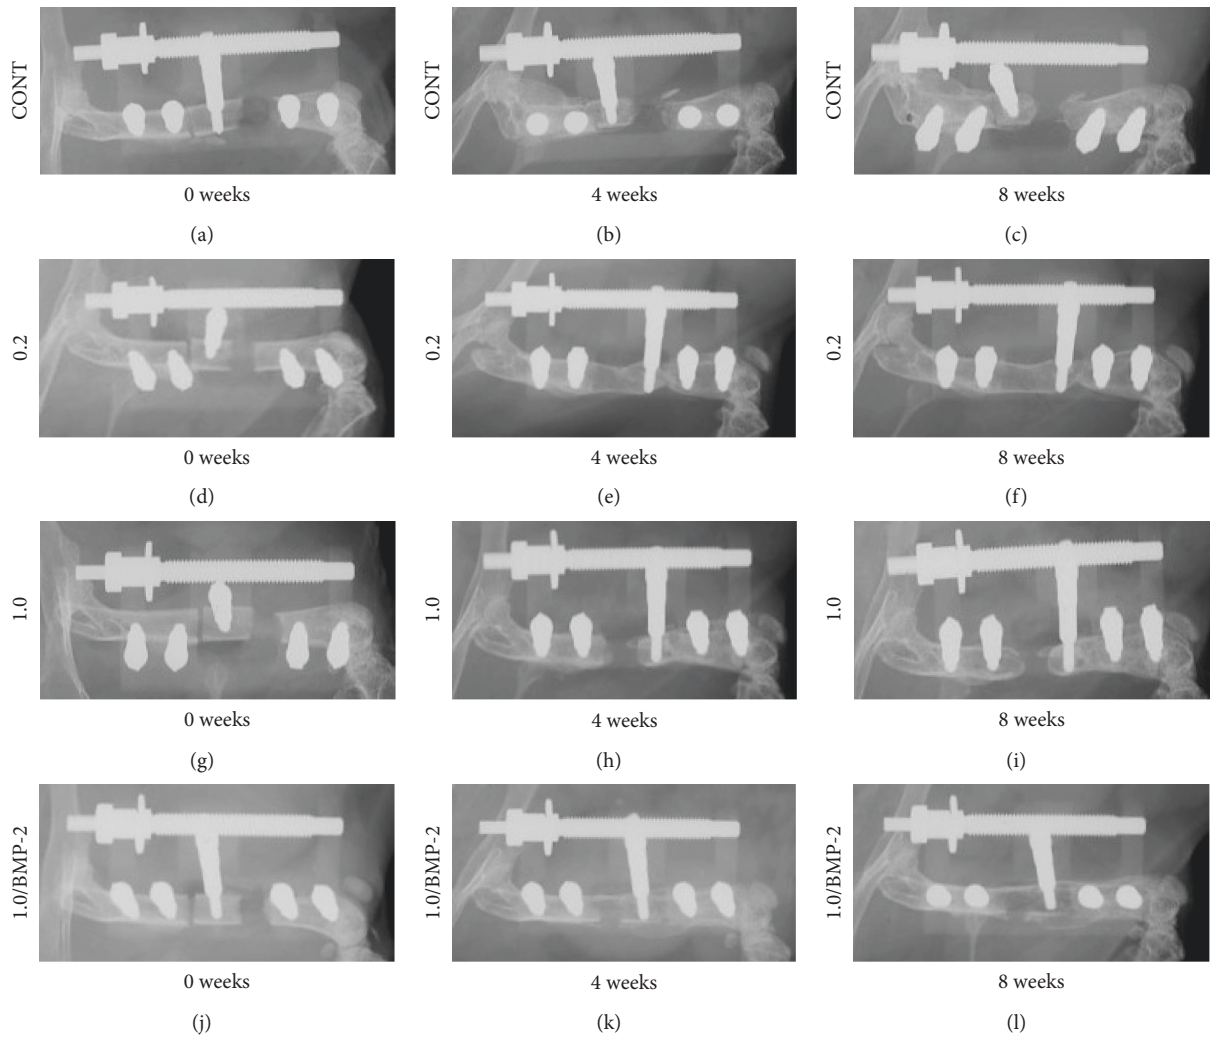 CONT
0 weeks
(a)
CONT
4 weeks
(b)
CONT
8 weeks
(c)
0.2
0 weeks
(d)
0.2
4 weeks
(e)
0.2
8 weeks
(f)
1.0
0 weeks
(g)
1.0
4 weeks
(h)
1.0
8 weeks
(i)
1.0/BMP-2
0 weeks
(j)
1.0/BMP-2
4 weeks
(k)
1.0/BMP-2
8 weeks
(l)